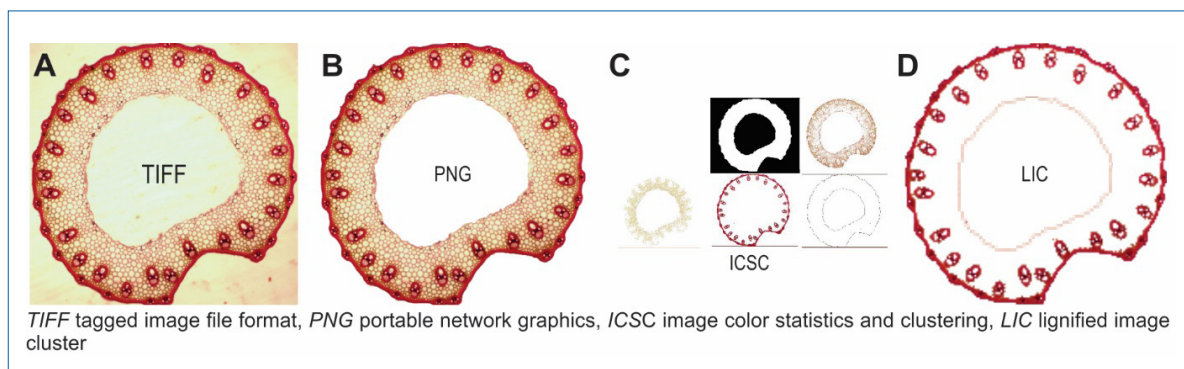 A
B
C
D
TIFF
PNG
ICSC
LIC
TIFF tagged image file format, PNG portable network graphics, ICSC image color statistics and clustering, LIC lignified image
cluster